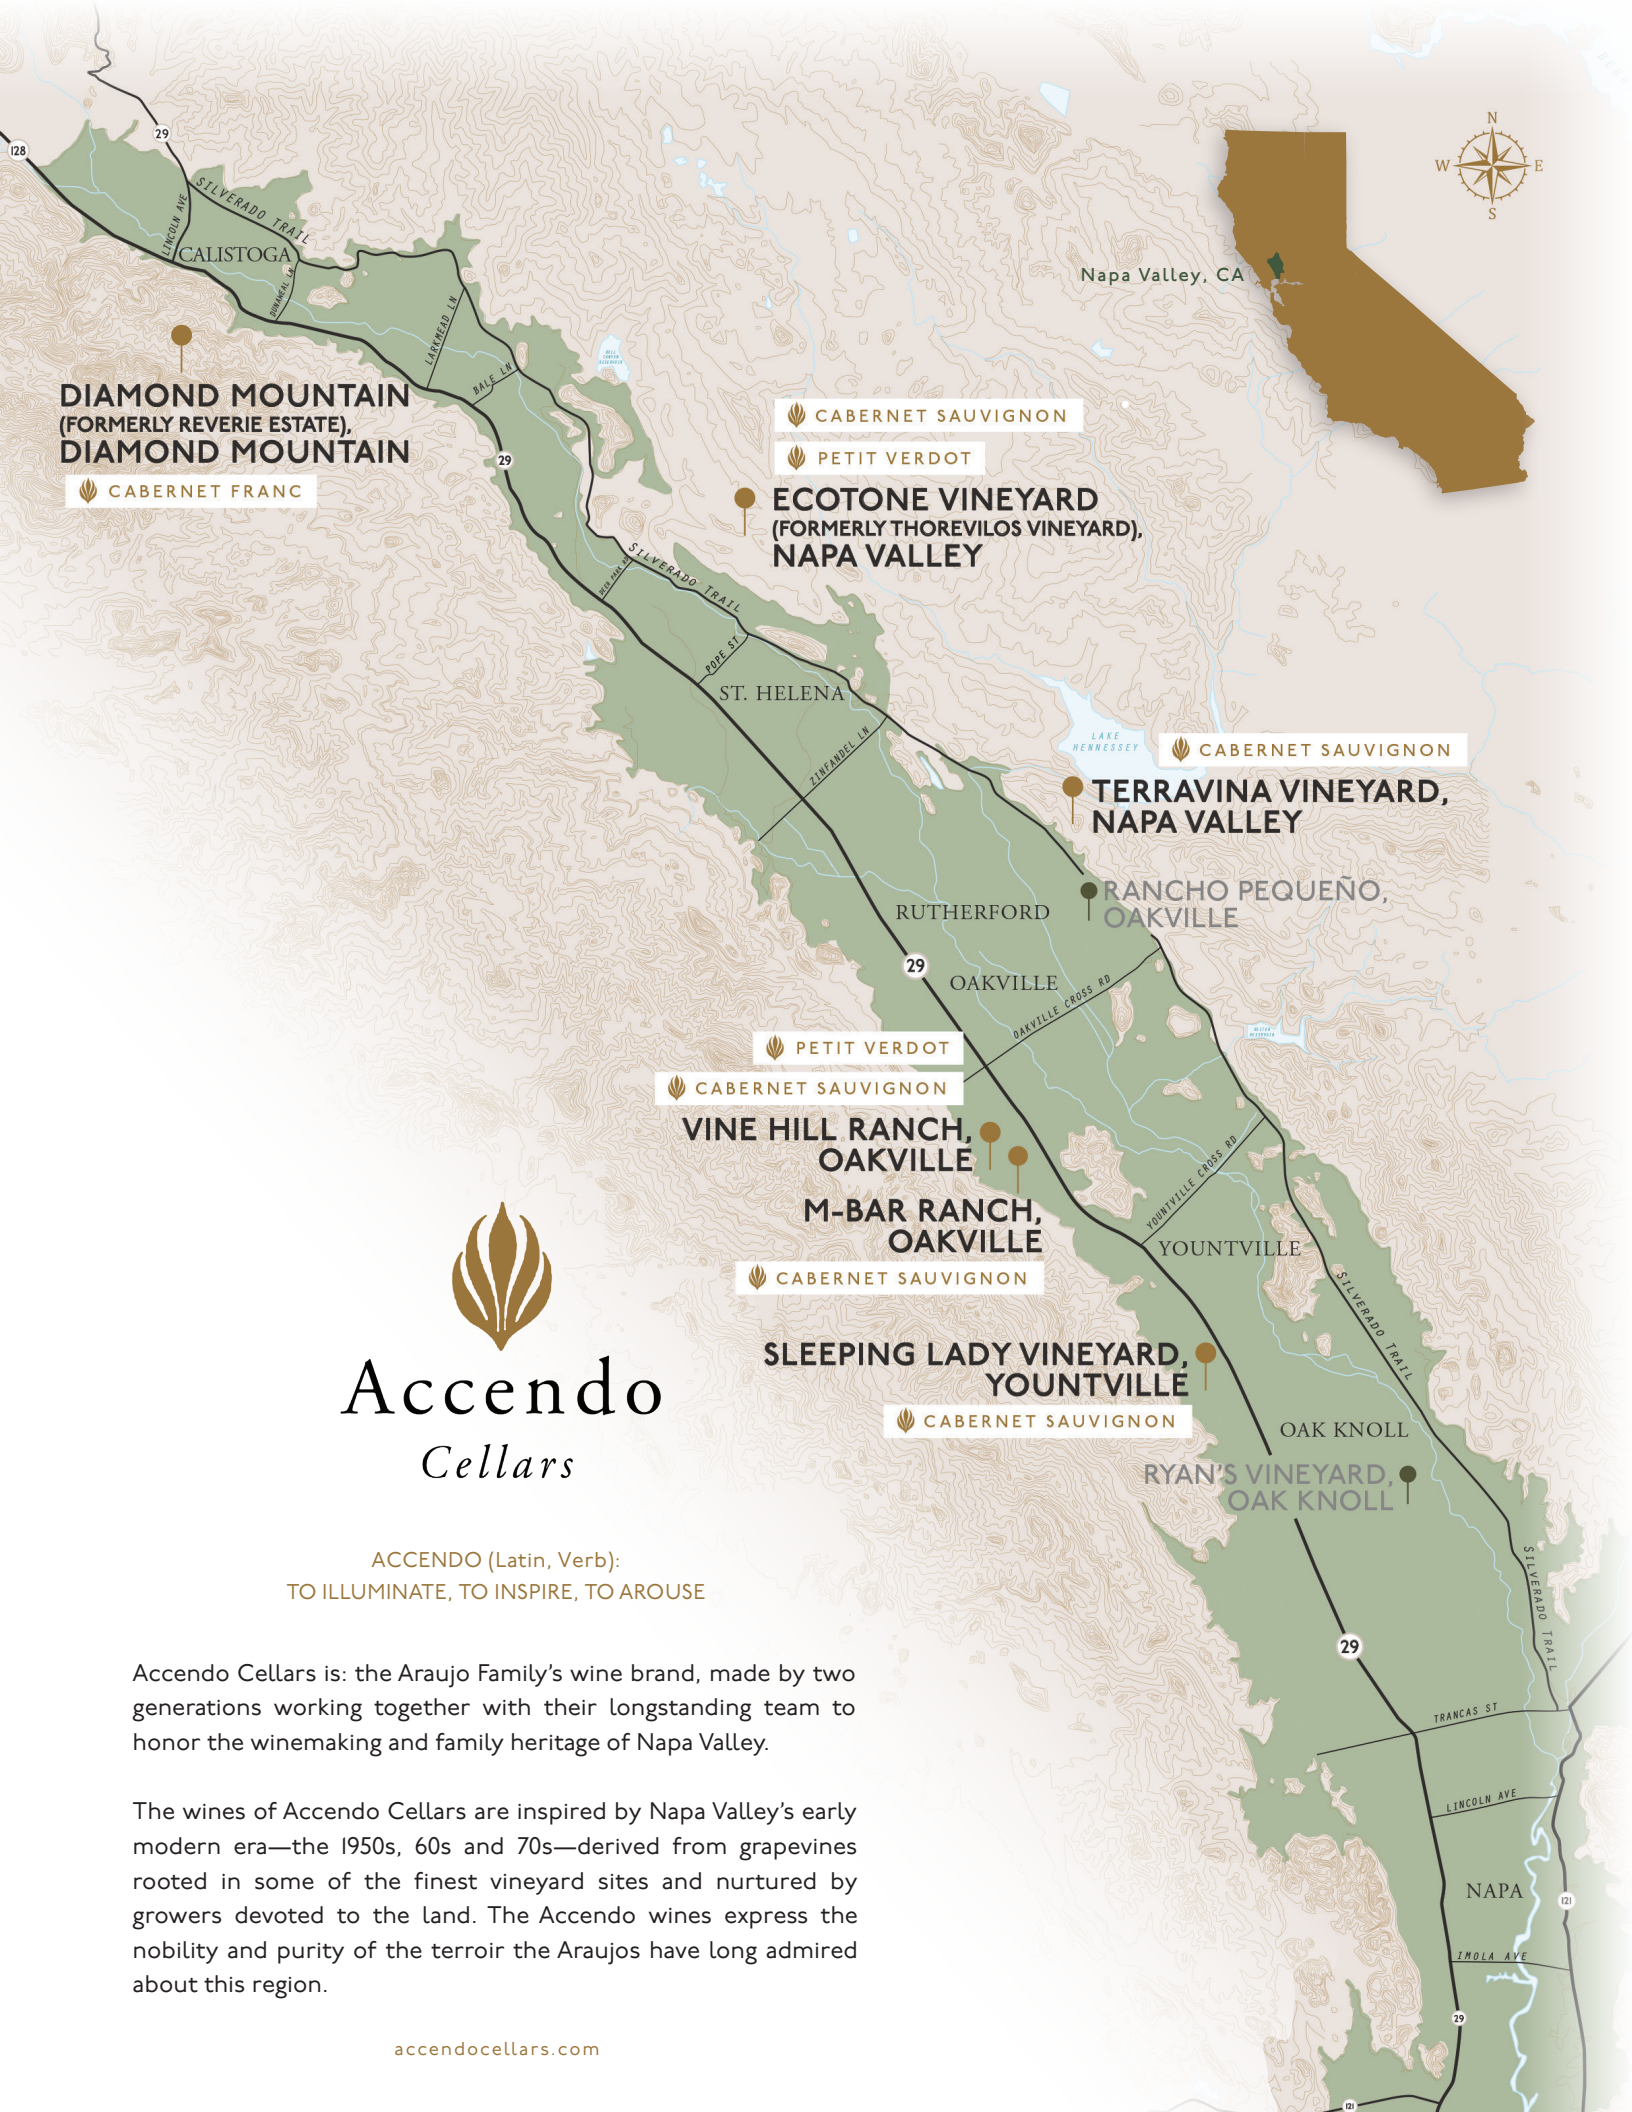 N
W
E
S
128
29
LINCOLN AVE
SILVERADO TRAIL
CALISTOGA
DUNAWEAL LN
LARKMEAD LN
BALE LN
BELL
CANYON
RESERVOIR
Napa Valley, CA
DIAMOND MOUNTAIN
(FORMERLY REVERIE ESTATE),
DIAMOND MOUNTAIN
CABERNET FRANC
29
CABERNET SAUVIGNON
PETIT VERDOT
ECOTONE VINEYARD
(FORMERLY THOREVILOS VINEYARD),
NAPA VALLEY
SILVERADO TRAIL
DEER PARK RD
POPE ST
ST. HELENA
ZINFANDEL LN
LAKE
HENNESSEY
CABERNET SAUVIGNON
TERRAVINA VINEYARD,
NAPA VALLEY
RANCHO PEQUEÑO,
OAKVILLE
RUTHERFORD
29
OAKVILLE
OAKVILLE CROSS RD
PETIT VERDOT
CABERNET SAUVIGNON
VINE HILL RANCH,
OAKVILLE
M-BAR RANCH,
OAKVILLE
CABERNET SAUVIGNON
YOUNTVILLE CROSS RD
YOUNTVILLE
SILVERADO TRAIL
SLEEPING LADY VINEYARD,
YOUNTVILLE
CABERNET SAUVIGNON
OAK KNOLL
RYAN'S VINEYARD,
OAK KNOLL
SILVERADO TRAIL
29
TRANCAS ST
LINCOLN AVE
NAPA
121
IMOLA AVE
29
121
Accendo
Cellars
ACCENDO (Latin, Verb):
TO ILLUMINATE, TO INSPIRE, TO AROUSE
Accendo Cellars is: the Araujo Family's wine brand, made by two
generations working together with their longstanding team to
honor the winemaking and family heritage of Napa Valley.
The wines of Accendo Cellars are inspired by Napa Valley's early
modern era—the 1950s, 60s and 70s—derived from grapevines
rooted in some of the finest vineyard sites and nurtured by
growers devoted to the land. The Accendo wines express the
nobility and purity of the terroir the Araujos have long admired
about this region.
accendocellars.com